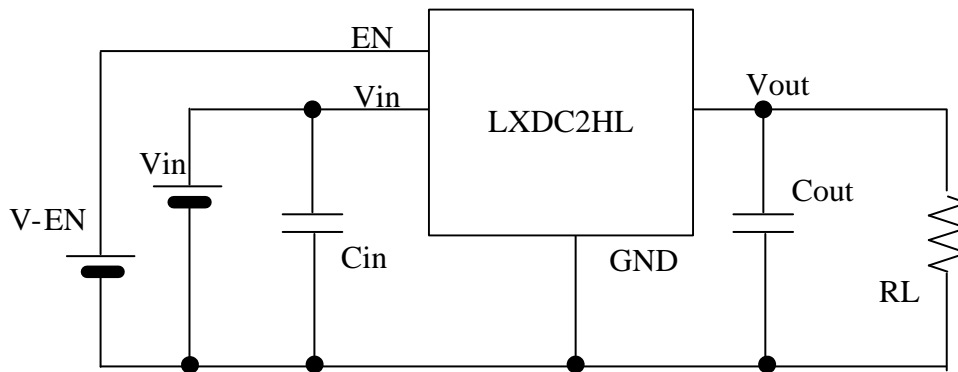 EN
Vin
Vout
LXDC2HL
Vin
Cout
V-EN
Cin
GND
RL